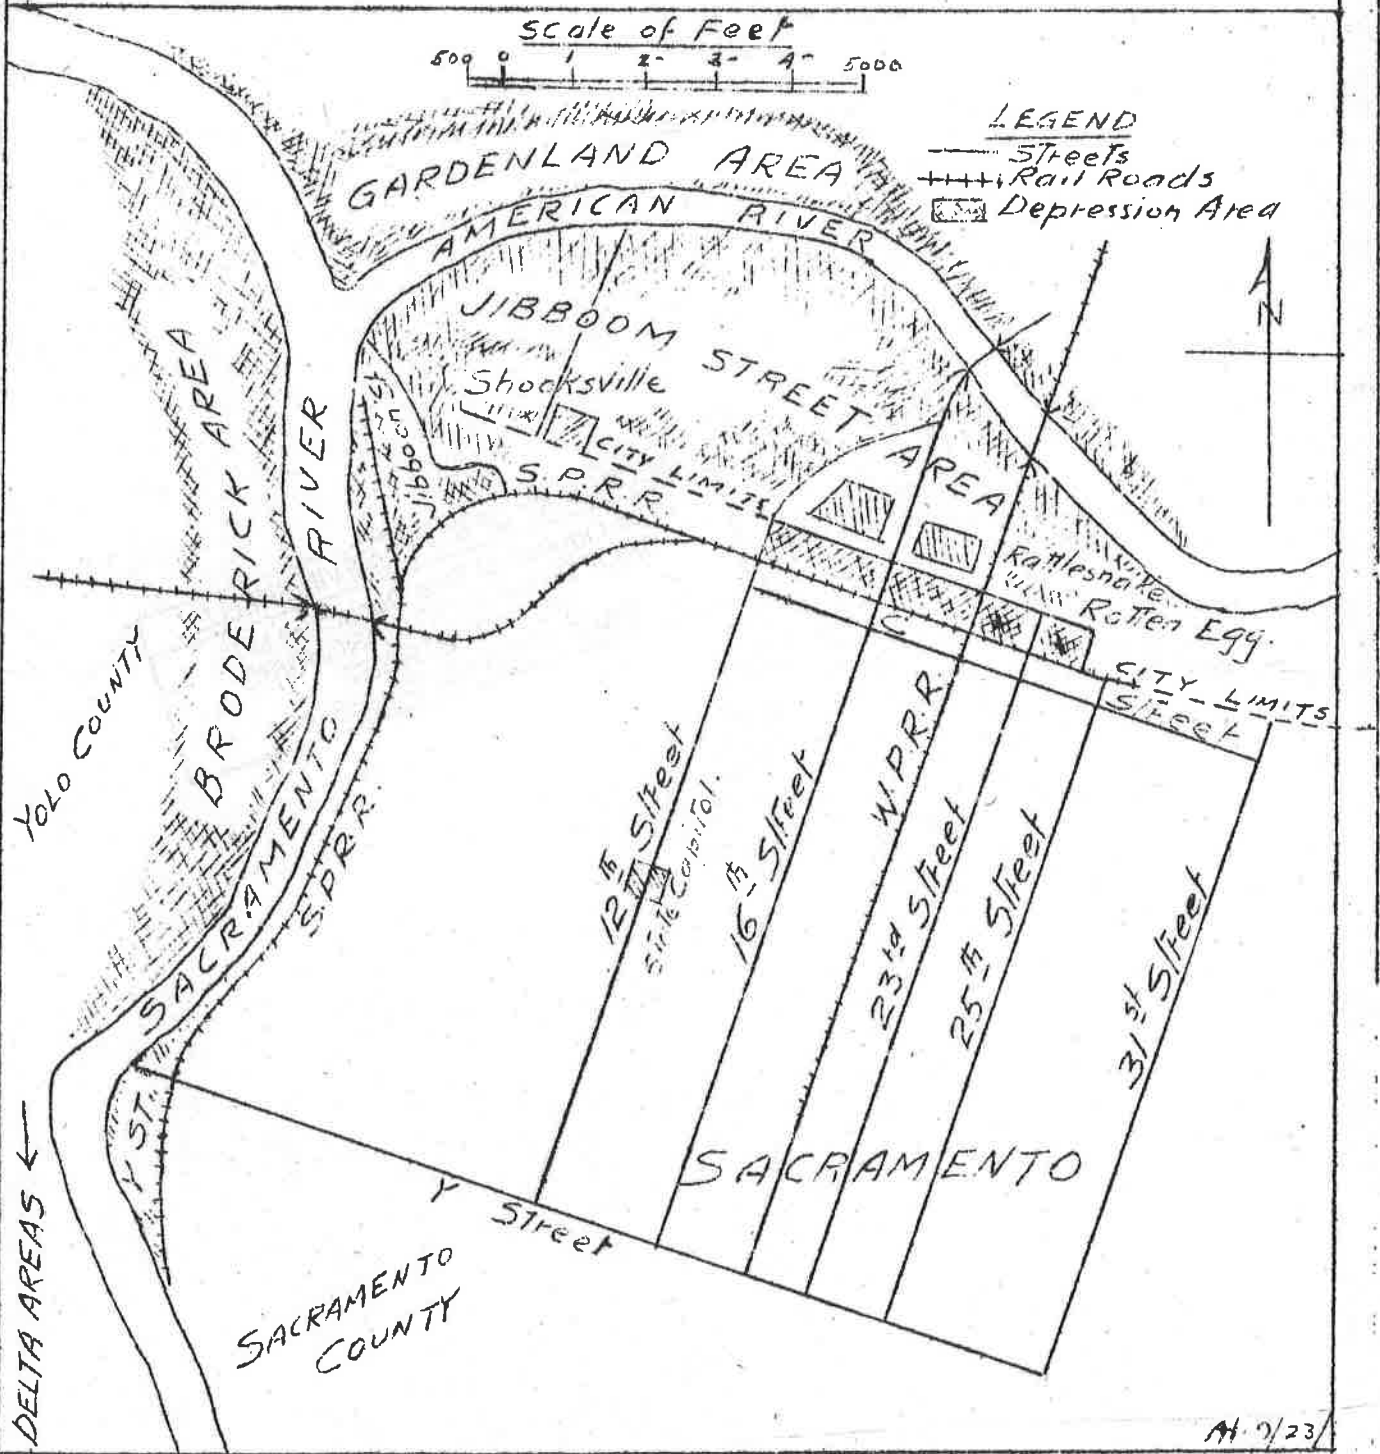 Scale of Feet
500 0 1 2- 3- 4- 5000
LEGEND
Streets
Rail Roads
Depression Area
GARDENLAND AREA
AMERICAN RIVER
N
JIBBOOM STREET AREA
Shooksville
CITY LIMITS
S.P.R.R.
Jibboom St.
BRODERICK AREA
SACRAMENTO RIVER
Rattlesnake
Rotten Egg.
C Street
CITY LIMITS
YOLO COUNTY
S.P.R.R.
12th Street
State Capitol.
16th Street
W.P.R.R.
23rd Street
25th Street
31st Street
Y ST.
Y Street
SACRAMENTO
SACRAMENTO
COUNTY
DELTA AREAS ←